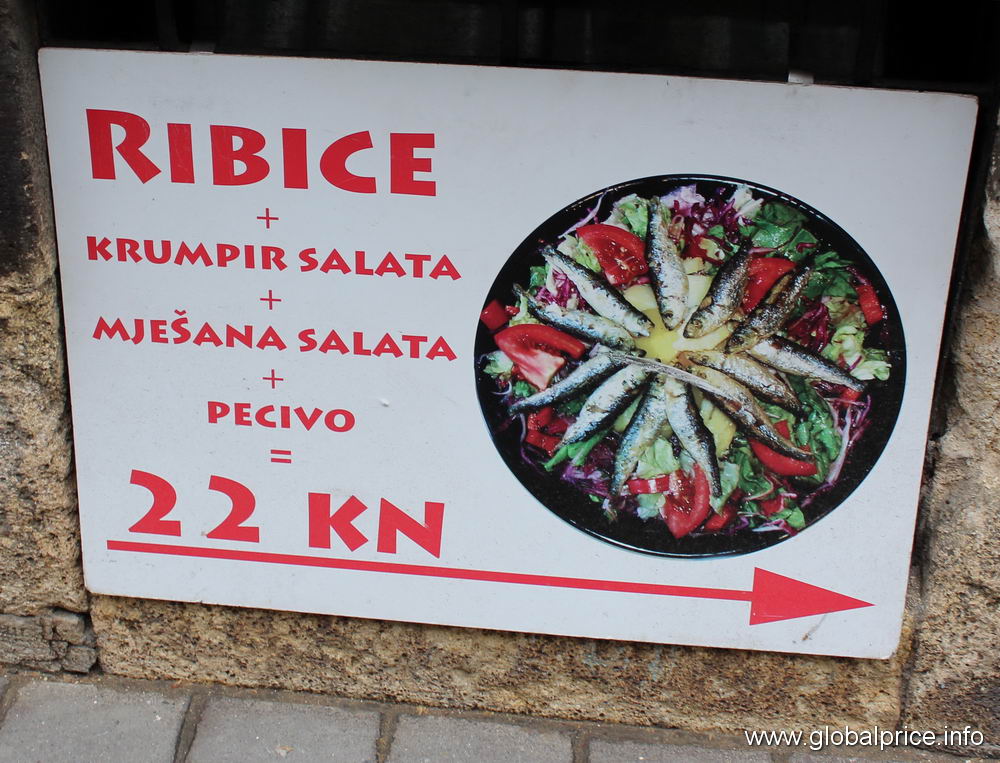 RIBICE
+
KRUMPIR SALATA
+
MJEŠANA SALATA
+
PECIVO
=
22 KN
www.globalprice.info